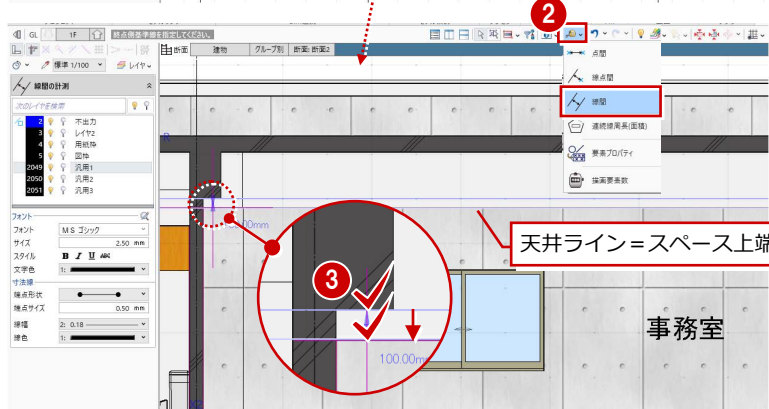 2
GL 1F 終点側基準線を指定してください。
断面 建物 グループ別 断面:断面2
標準 1/100 レイヤ
点間
線間の計測
線点間
次のレイヤを検索
線間
2 不出力
3 レイヤ2
4 用紙枠
5 図枠
2049 汎用1
2050 汎用2
2051 汎用3
連続線周長(面積)
要素プロパティ
描画要素数
R
フォント
フォント ＭＳ ゴシック
サイズ 2.50 mm
スタイル B I U ABC
文字色 1:
寸法線
端点形状
端点サイズ 0.50 mm
線幅 2: 0.18
線色 1:
天井ライン＝スペース上端
3
100.00m
事務室